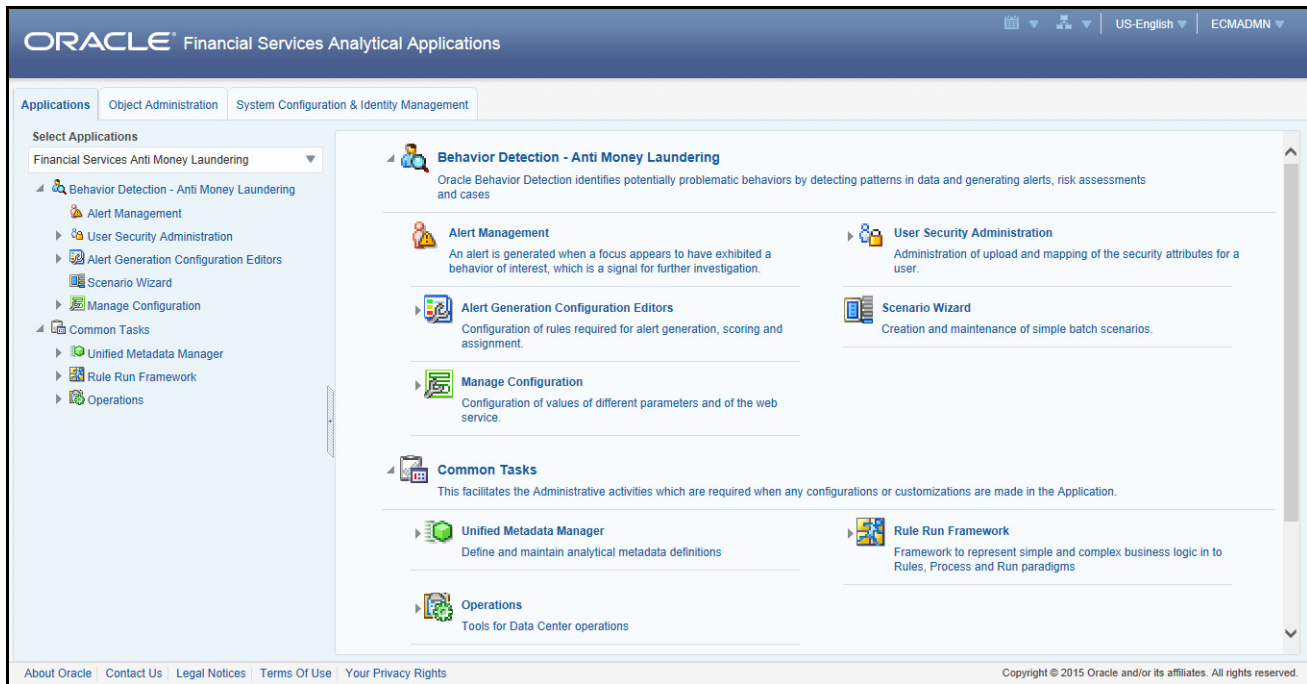 US-English
ECMADMN
ORACLE® Financial Services Analytical Applications
Applications
Object Administration
System Configuration & Identity Management
Select Applications
Financial Services Anti Money Laundering
Behavior Detection - Anti Money Laundering
Alert Management
User Security Administration
Alert Generation Configuration Editors
Scenario Wizard
Manage Configuration
Common Tasks
Unified Metadata Manager
Rule Run Framework
Operations
Behavior Detection - Anti Money Laundering
Oracle Behavior Detection identifies potentially problematic behaviors by detecting patterns in data and generating alerts, risk assessments
and cases
Alert Management
An alert is generated when a focus appears to have exhibited a
behavior of interest, which is a signal for further investigation.
User Security Administration
Administration of upload and mapping of the security attributes for a
user.
Alert Generation Configuration Editors
Configuration of rules required for alert generation, scoring and
assignment.
Scenario Wizard
Creation and maintenance of simple batch scenarios.
Manage Configuration
Configuration of values of different parameters and of the web
service.
Common Tasks
This facilitates the Administrative activities which are required when any configurations or customizations are made in the Application.
Unified Metadata Manager
Define and maintain analytical metadata definitions
Rule Run Framework
Framework to represent simple and complex business logic in to
Rules, Process and Run paradigms
Operations
Tools for Data Center operations
About Oracle
Contact Us
Legal Notices
Terms Of Use
Your Privacy Rights
Copyright © 2015 Oracle and/or its affiliates. All rights reserved.